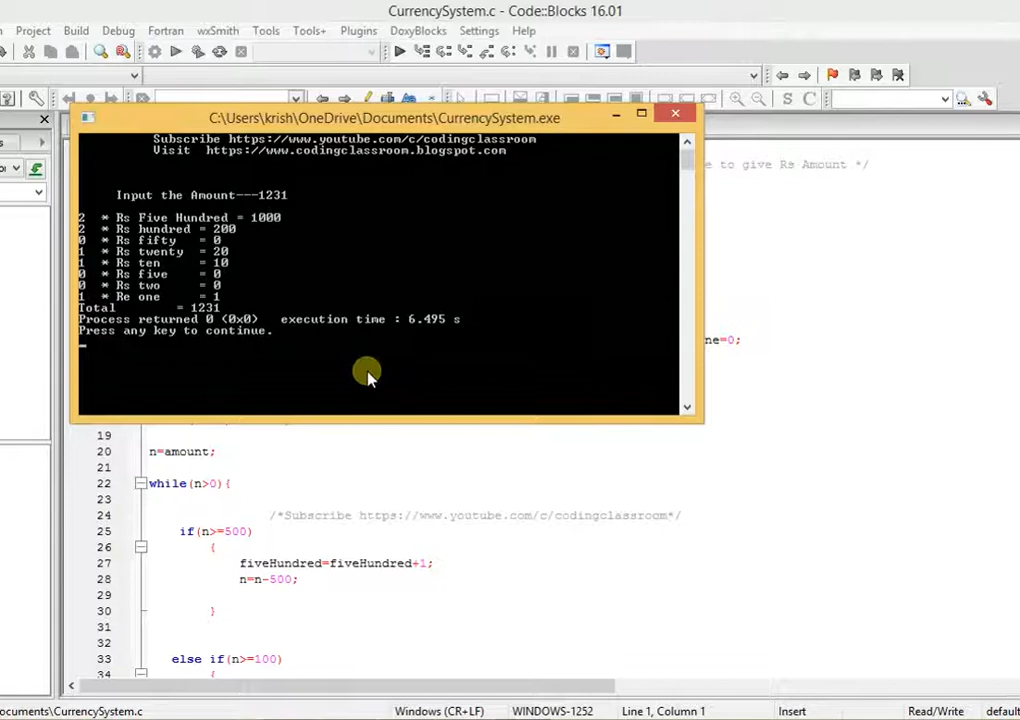 CurrencySystem.c - Code::Blocks 16.01
Project Build Debug Fortran wxSmith Tools Tools+ Plugins DoxyBlocks Settings Help
S C
C:\Users\krish\OneDrive\Documents\CurrencySystem.exe
Subscribe https://www.youtube.com/c/codingclassroom
Visit https://www.codingclassroom.blogspot.com
e to give Rs Amount */
Input the Amount---1231
2 * Rs Five Hundred = 1000
2 * Rs hundred = 200
0 * Rs fifty = 0
1 * Rs twenty = 20
1 * Rs ten = 10
0 * Rs five = 0
0 * Rs two = 0
1 * Re one = 1
Total = 1231
Process returned 0 (0x0) execution time : 6.495 s
Press any key to continue.
ne=0;
19
20 n=amount;
21
22 while(n>0){
23
24 /*Subscribe https://www.youtube.com/c/codingclassroom*/
25 if(n>=500)
26 {
27 fiveHundred=fiveHundred+1;
28 n=n-500;
29
30 }
31
32
33 else if(n>=100)
34 {
ocuments\CurrencySystem.c Windows (CR+LF) WINDOWS-1252 Line 1, Column 1 Insert Read/Write default